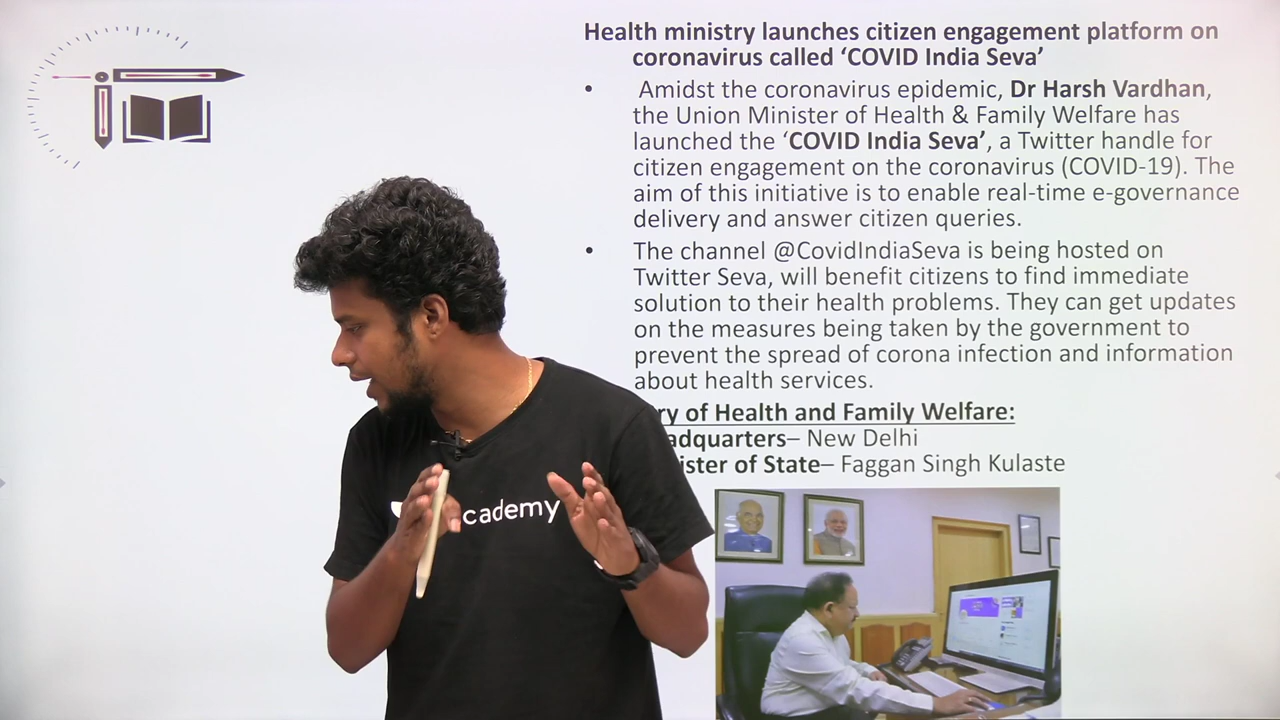 Health ministry launches citizen engagement platform on
coronavirus called ‘COVID India Seva’
• Amidst the coronavirus epidemic, Dr Harsh Vardhan,
the Union Minister of Health & Family Welfare has
launched the ‘COVID India Seva’, a Twitter handle for
citizen engagement on the coronavirus (COVID-19). The
aim of this initiative is to enable real-time e-governance
delivery and answer citizen queries.
• The channel @CovidIndiaSeva is being hosted on
Twitter Seva, will benefit citizens to find immediate
solution to their health problems. They can get updates
on the measures being taken by the government to
prevent the spread of corona infection and information
about health services.
ry of Health and Family Welfare:
adquarters– New Delhi
ister of State– Faggan Singh Kulaste
cademy